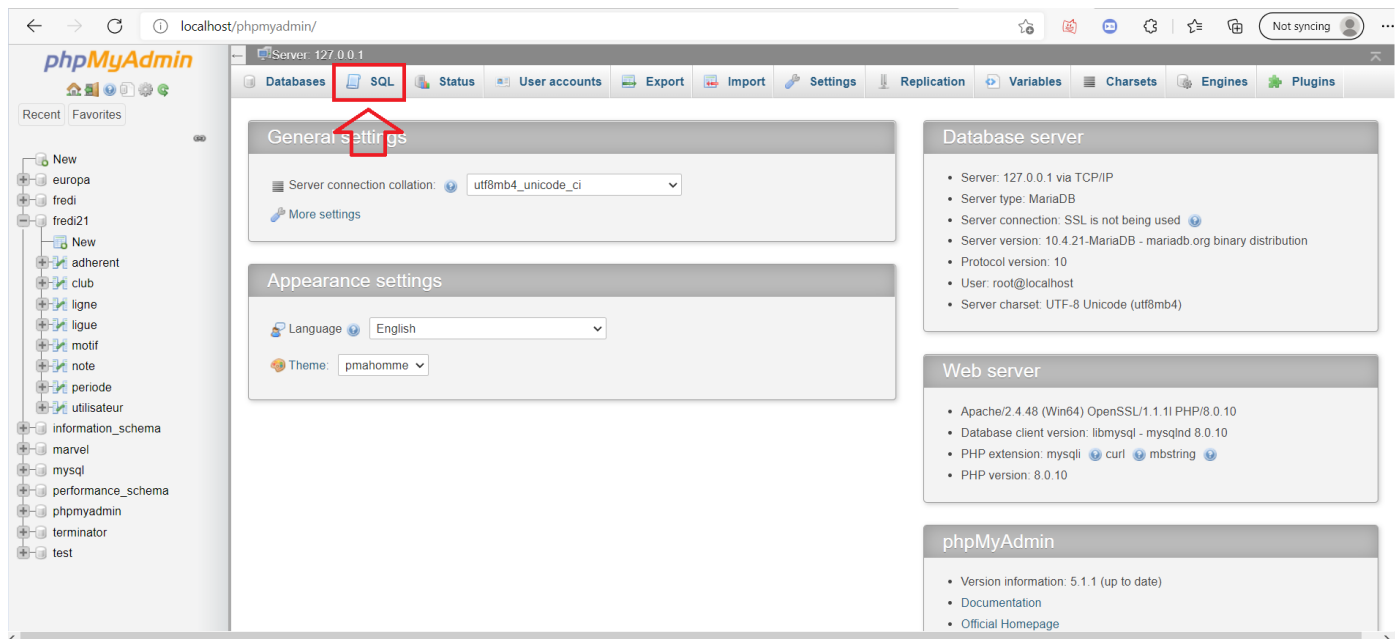 localhost/phpmyadmin/
Not syncing
phpMyAdmin
Recent Favorites
New
europa
fredi
fredi21
New
adherent
club
ligne
ligue
motif
note
periode
utilisateur
information_schema
marvel
mysql
performance_schema
phpmyadmin
terminator
test
Server: 127.0.0.1
Databases SQL Status User accounts Export Import Settings Replication Variables Charsets Engines Plugins
General settings
Server connection collation: utf8mb4_unicode_ci
More settings
Appearance settings
Language English
Theme: pmahomme
Database server
Server: 127.0.0.1 via TCP/IP
Server type: MariaDB
Server connection: SSL is not being used
Server version: 10.4.21-MariaDB - mariadb.org binary distribution
Protocol version: 10
User: root@localhost
Server charset: UTF-8 Unicode (utf8mb4)
Web server
Apache/2.4.48 (Win64) OpenSSL/1.1.1l PHP/8.0.10
Database client version: libmysql - mysqlnd 8.0.10
PHP extension: mysqli curl mbstring
PHP version: 8.0.10
phpMyAdmin
Version information: 5.1.1 (up to date)
Documentation
Official Homepage